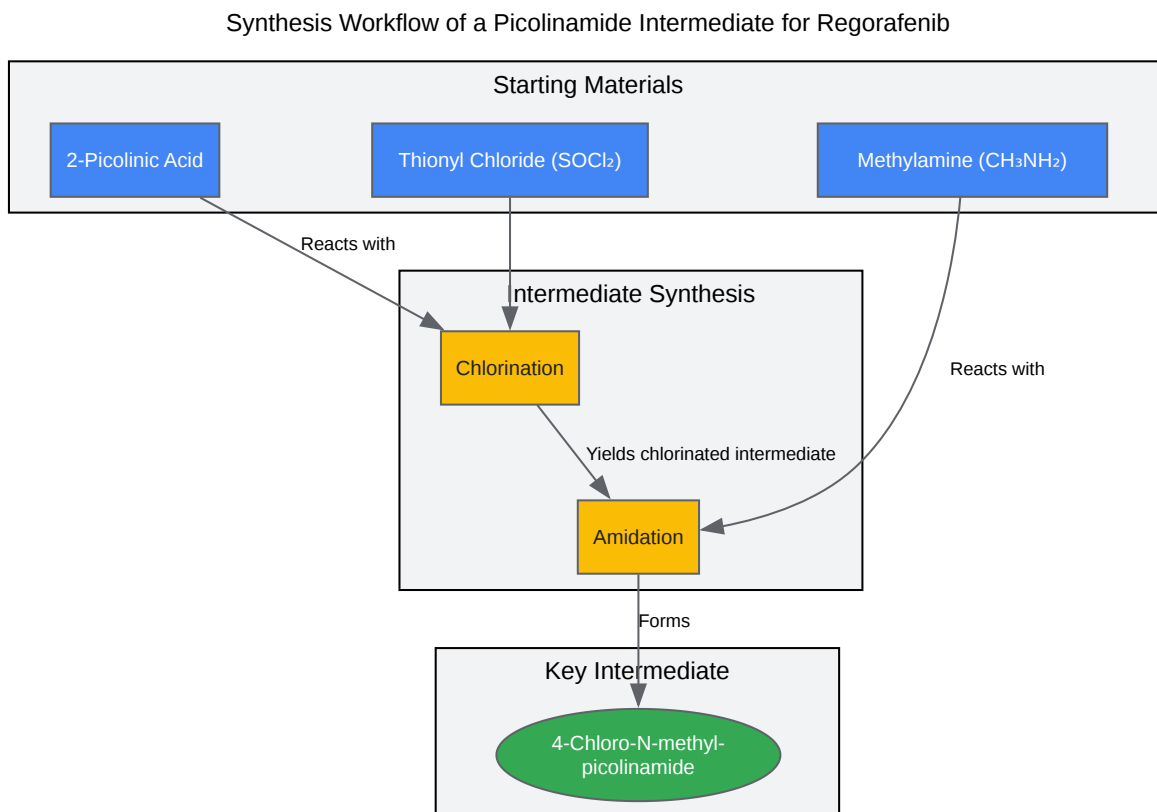 Synthesis Workflow of a Picolinamide Intermediate for Regorafenib
Starting Materials
2-Picolinic Acid
Thionyl Chloride (SOCl₂)
Methylamine (CH₃NH₂)
Reacts with
Intermediate Synthesis
Chlorination
Reacts with
Yields chlorinated intermediate
Amidation
Forms
Key Intermediate
4-Chloro-N-methyl-
picolinamide